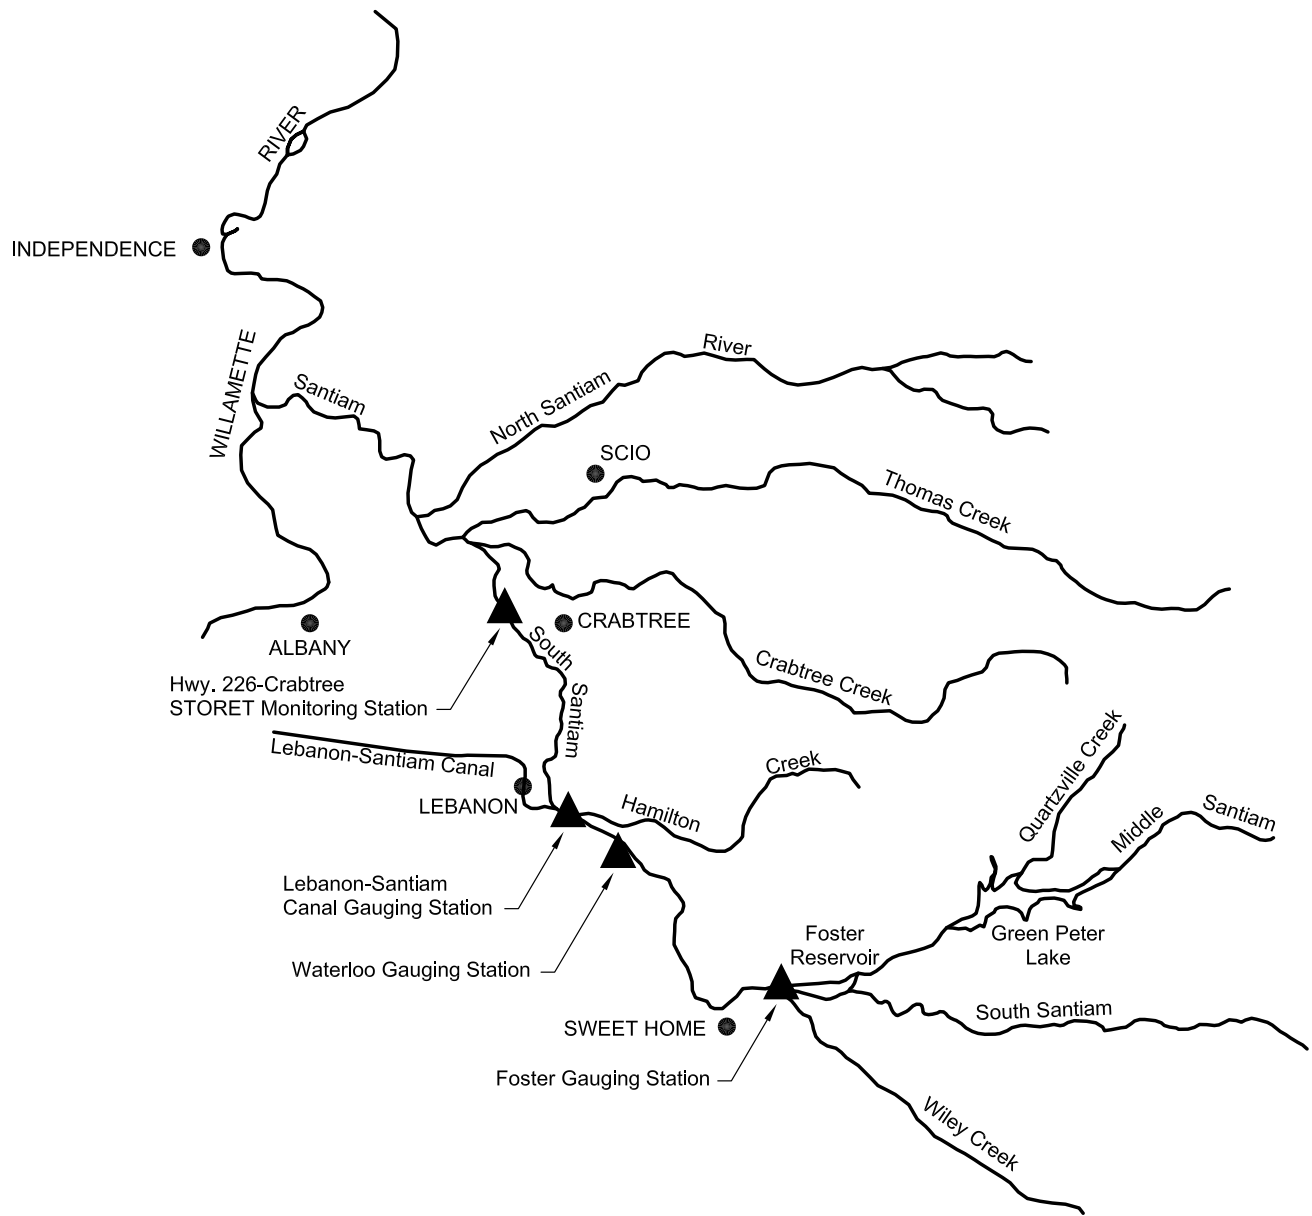 RIVER
INDEPENDENCE
WILLAMETTE
Santiam
River
North Santiam
SCIO
Thomas Creek
CRABTREE
ALBANY
South
Santiam
Hwy. 226-Crabtree
STORET Monitoring Station
Crabtree Creek
Lebanon-Santiam Canal
LEBANON
Hamilton
Creek
Quartzville Creek
Middle
Santiam
Lebanon-Santiam
Canal Gauging Station
Waterloo Gauging Station
Foster
Reservoir
Green Peter
Lake
South Santiam
SWEET HOME
Foster Gauging Station
Wiley Creek